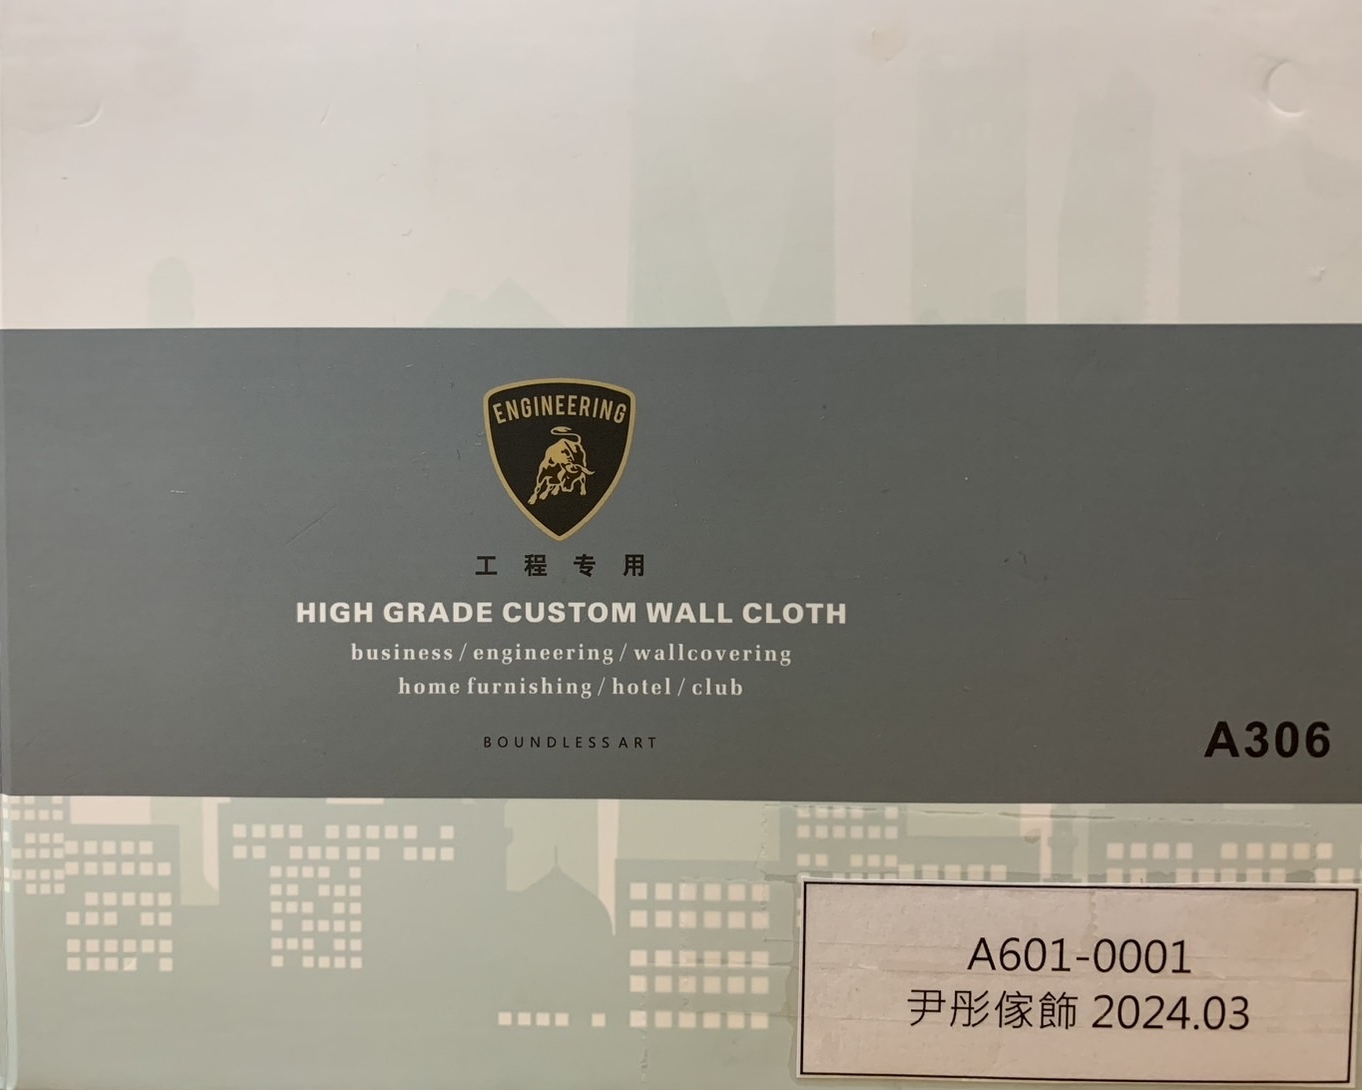 ENGINEERING
工程专用
HIGH GRADE CUSTOM WALL CLOTH
business / engineering / wallcovering
home furnishing / hotel / club
BOUNDLESS ART
A306
A601-0001
尹彤傢飾 2024.03